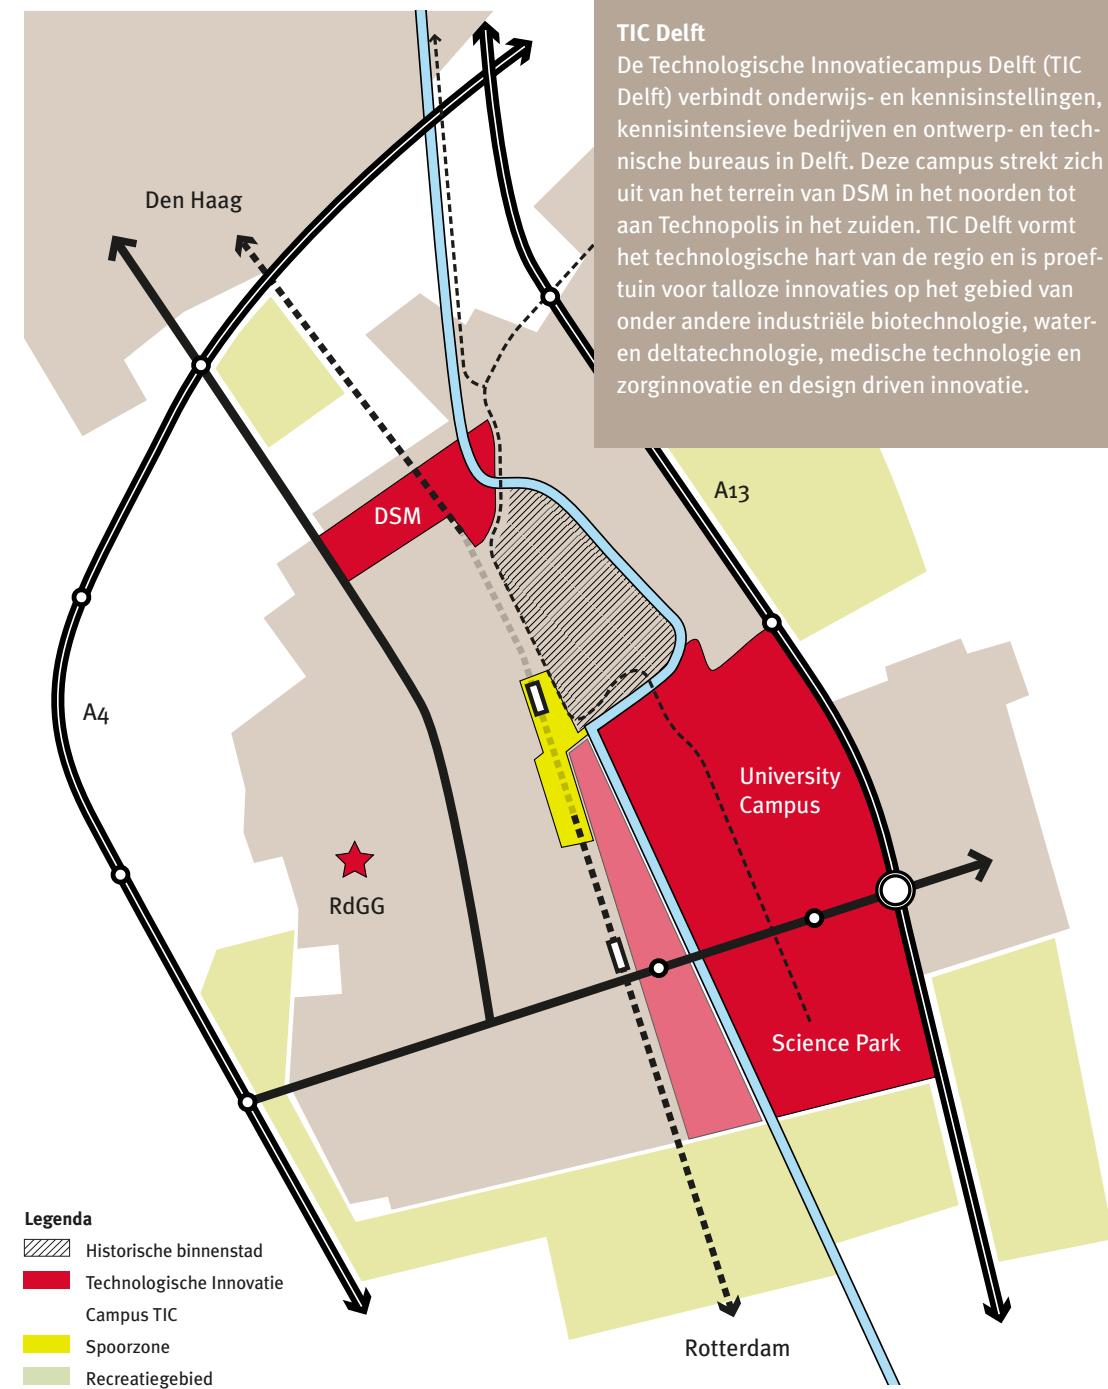 TIC Delft
De Technologische Innovatiecampus Delft (TIC
Delft) verbindt onderwijs- en kennisinstellingen,
kennisintensieve bedrijven en ontwerp- en tech-
nische bureaus in Delft. Deze campus strekt zich
uit van het terrein van DSM in het noorden tot
aan Technopolis in het zuiden. TIC Delft vormt
het technologische hart van de regio en is proef-
tuin voor talloze innovaties op het gebied van
onder andere industriële biotechnologie, water-
en deltatechnologie, medische technologie en
zorginnovatie en design driven innovatie.
Den Haag
A13
DSM
A4
University
Campus
RdGG
Science Park
Rotterdam
Legenda
Historische binnenstad
Technologische Innovatie
Campus TIC
Spoorzone
Recreatiegebied